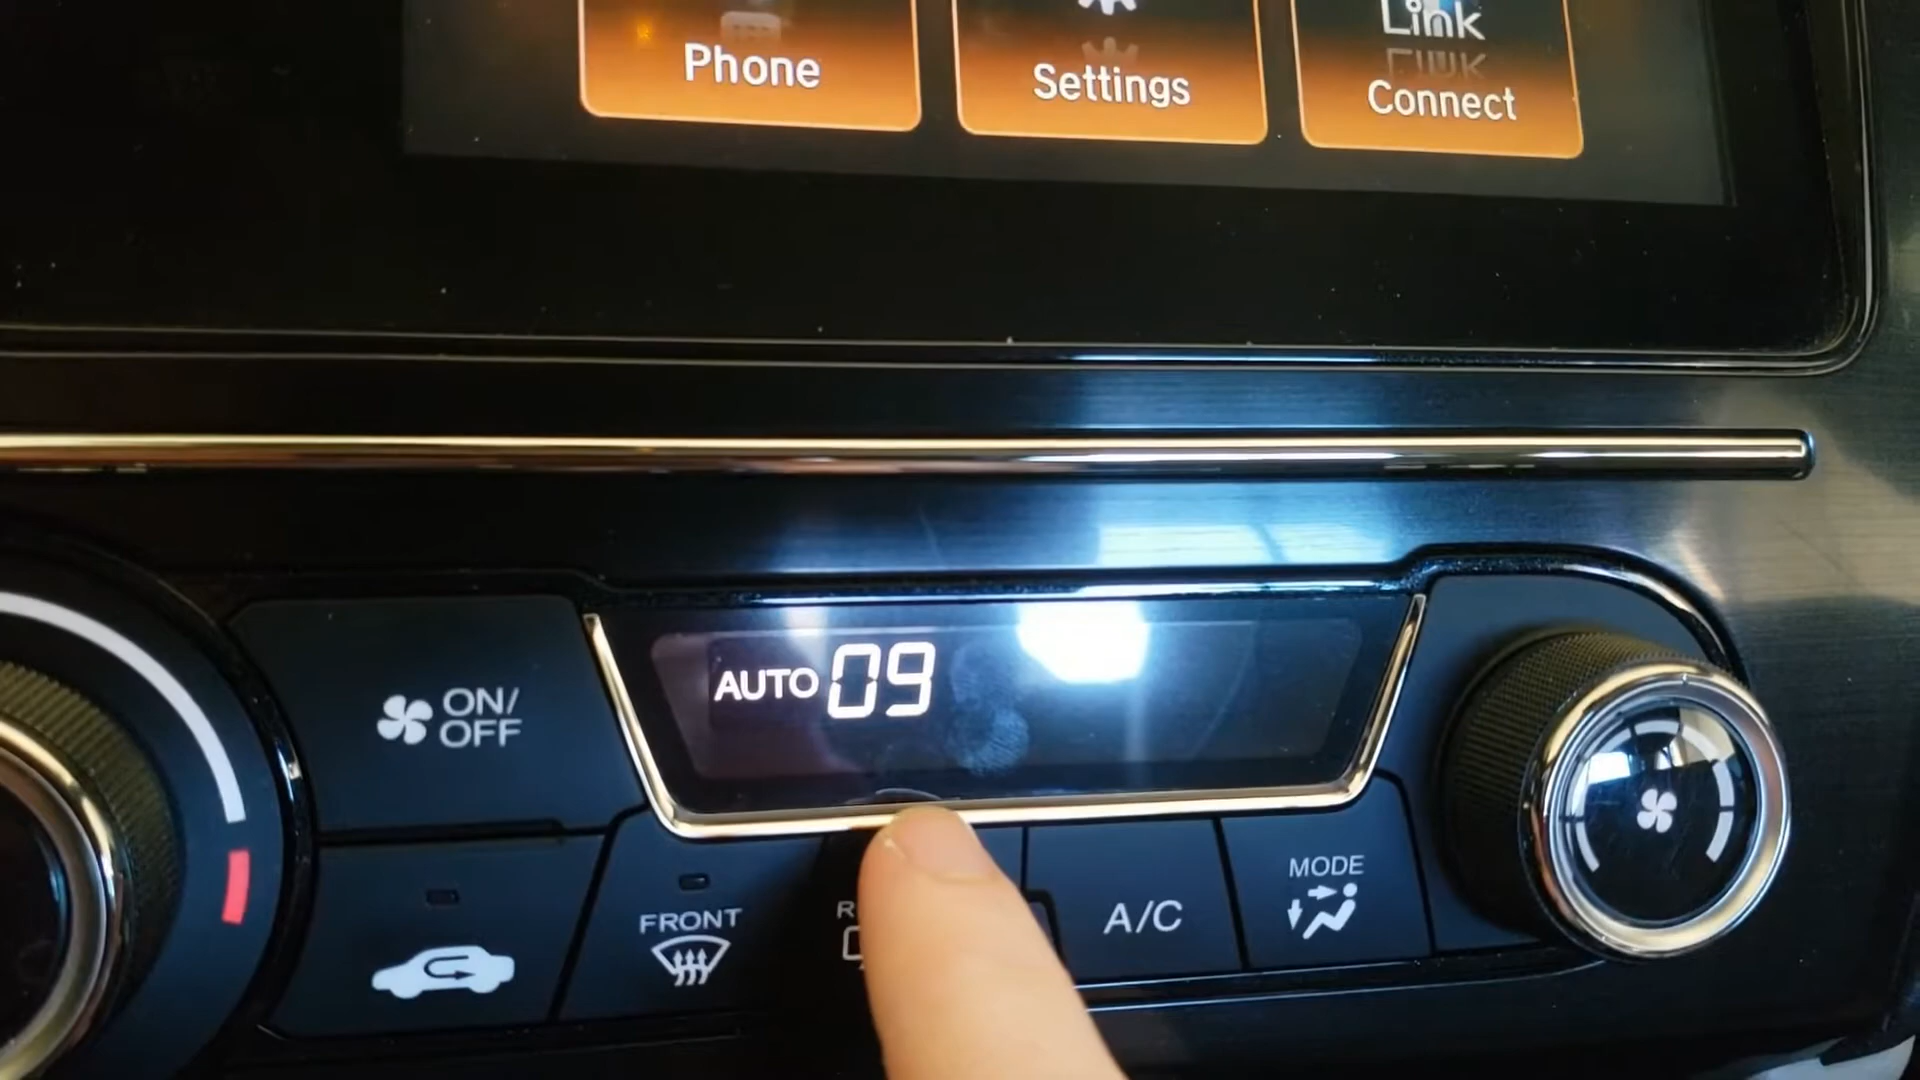 Phone
Settings
Link
Connect
AUTO 09
ON/
OFF
FRONT
A/C
MODE